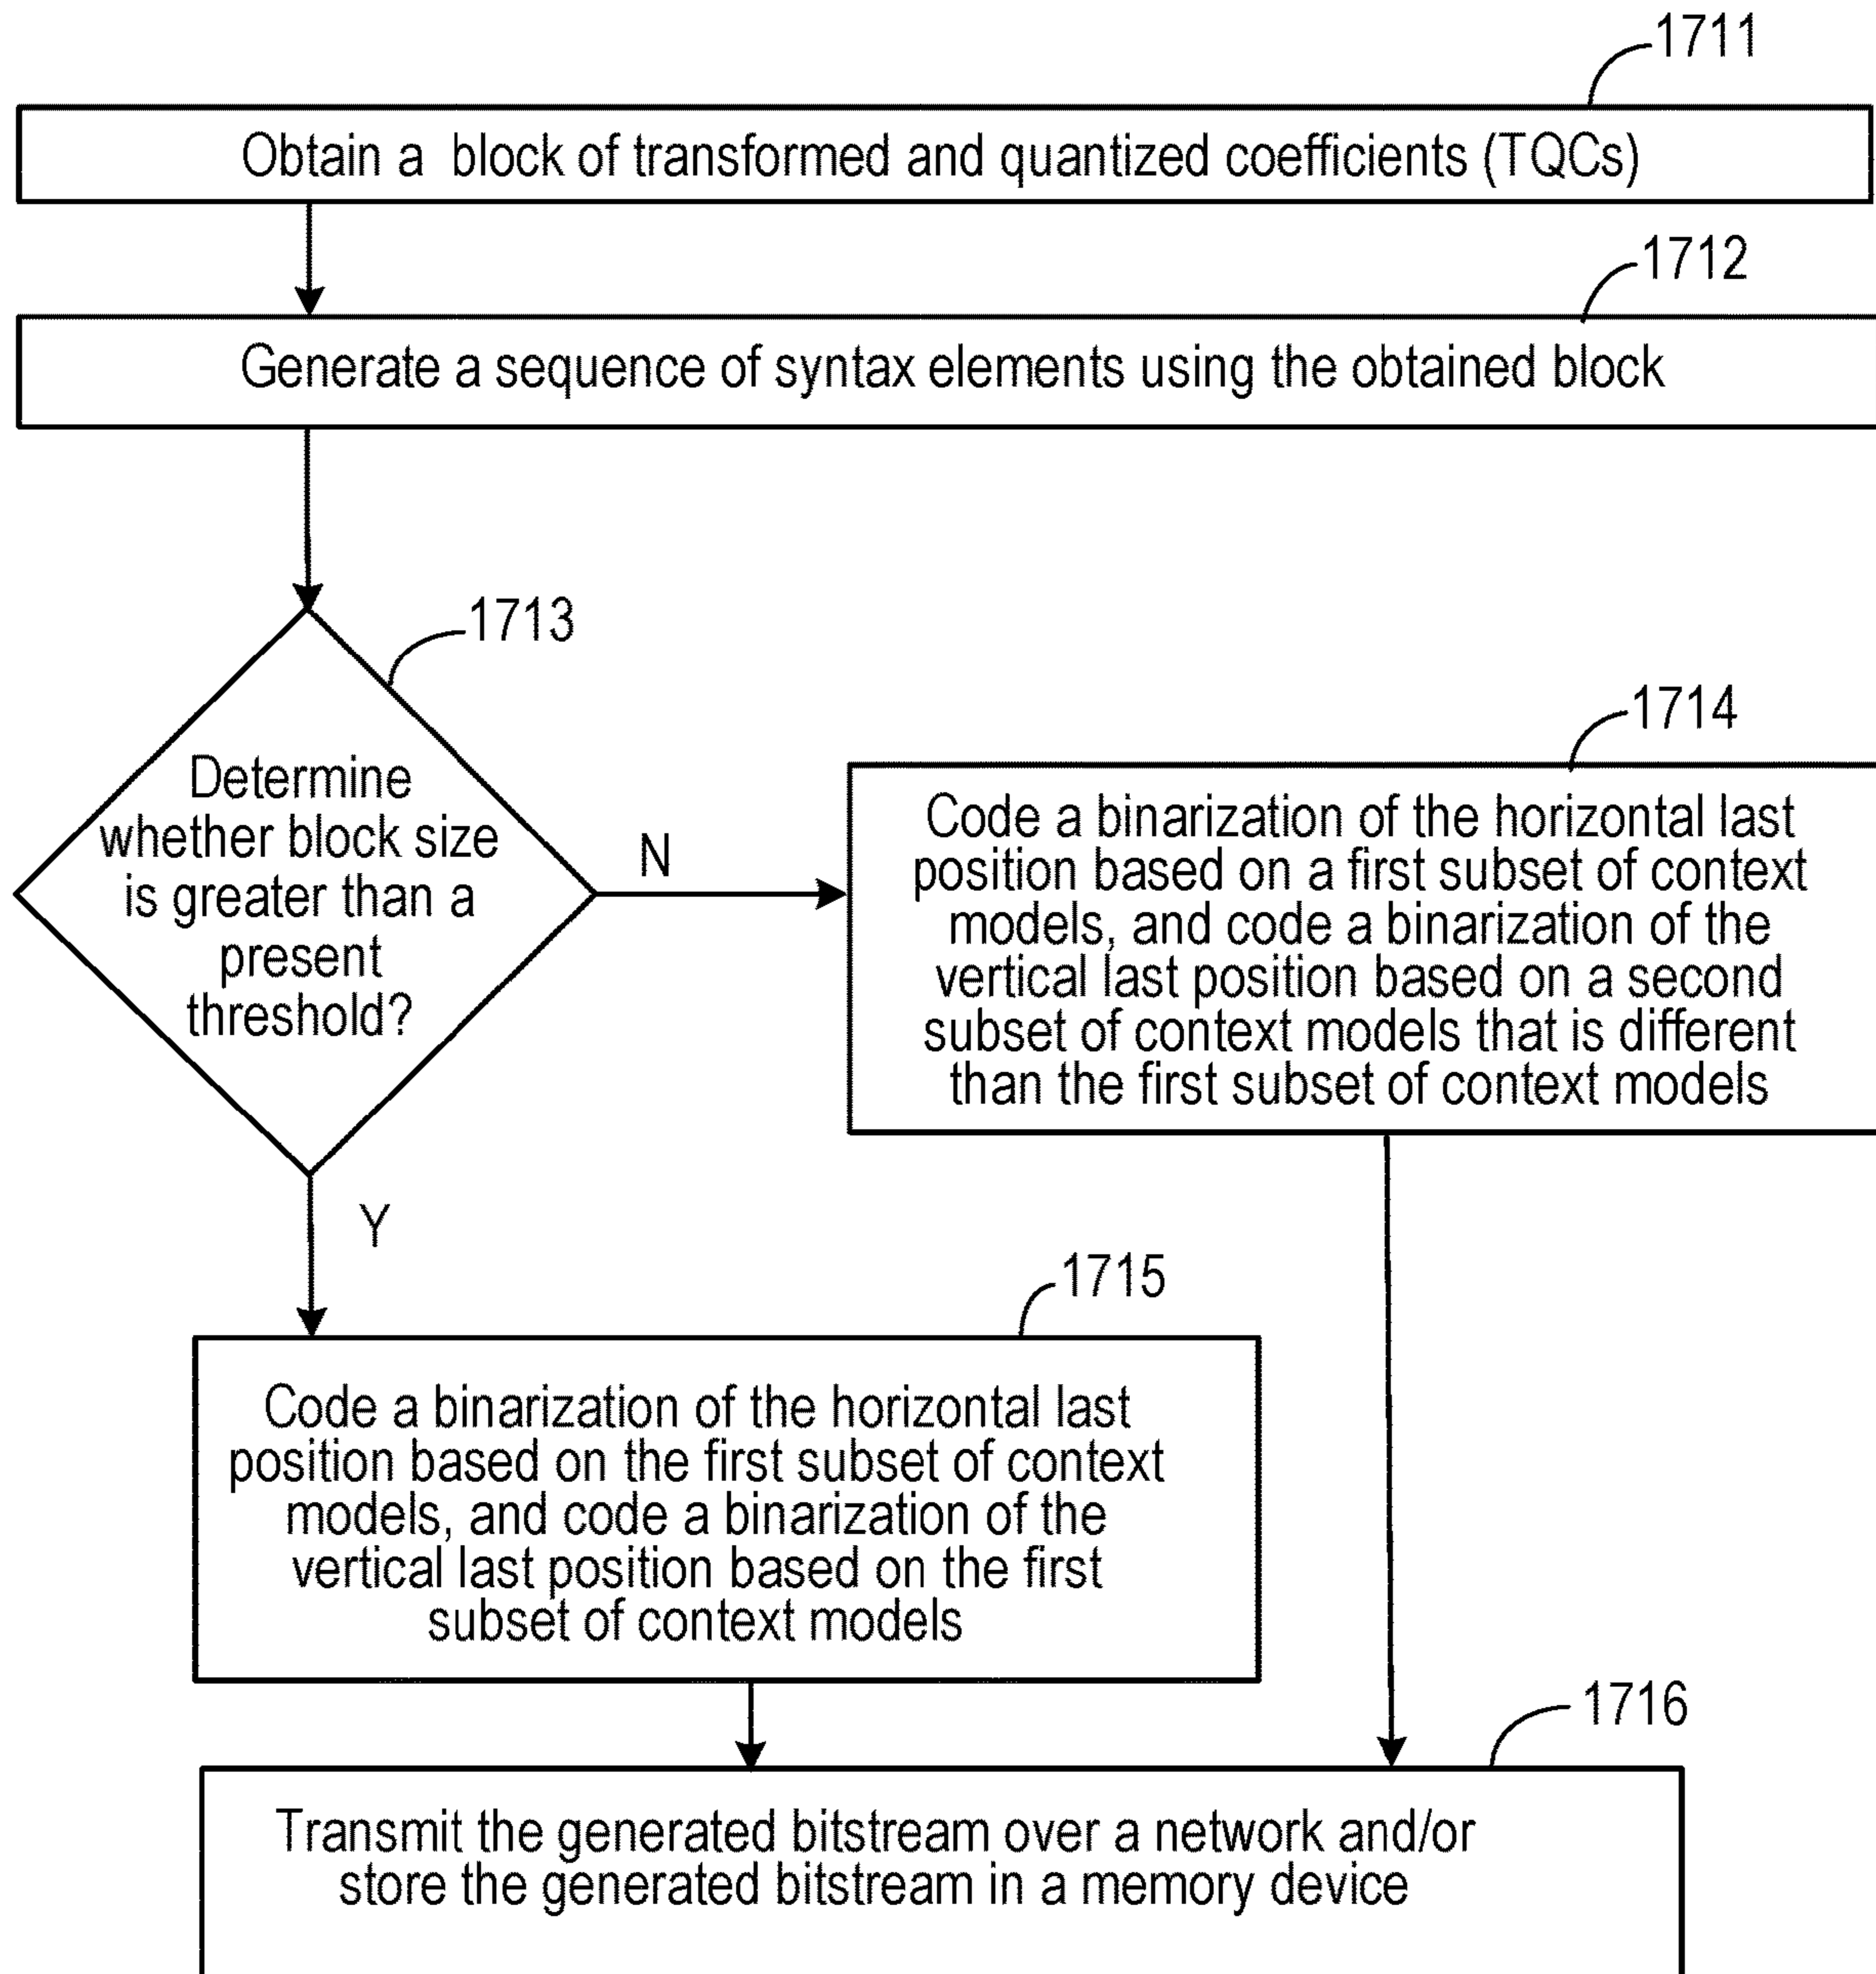 1711
Obtain a block of transformed and quantized coefficients (TQCs)
1712
Generate a sequence of syntax elements using the obtained block
1713
Determine
whether block size
is greater than a
present
threshold?
N
1714
Code a binarization of the horizontal last
position based on a first subset of context
models, and code a binarization of the
vertical last position based on a second
subset of context models that is different
than the first subset of context models
Y
1715
Code a binarization of the horizontal last
position based on the first subset of context
models, and code a binarization of the
vertical last position based on the first
subset of context models
1716
Transmit the generated bitstream over a network and/or
store the generated bitstream in a memory device